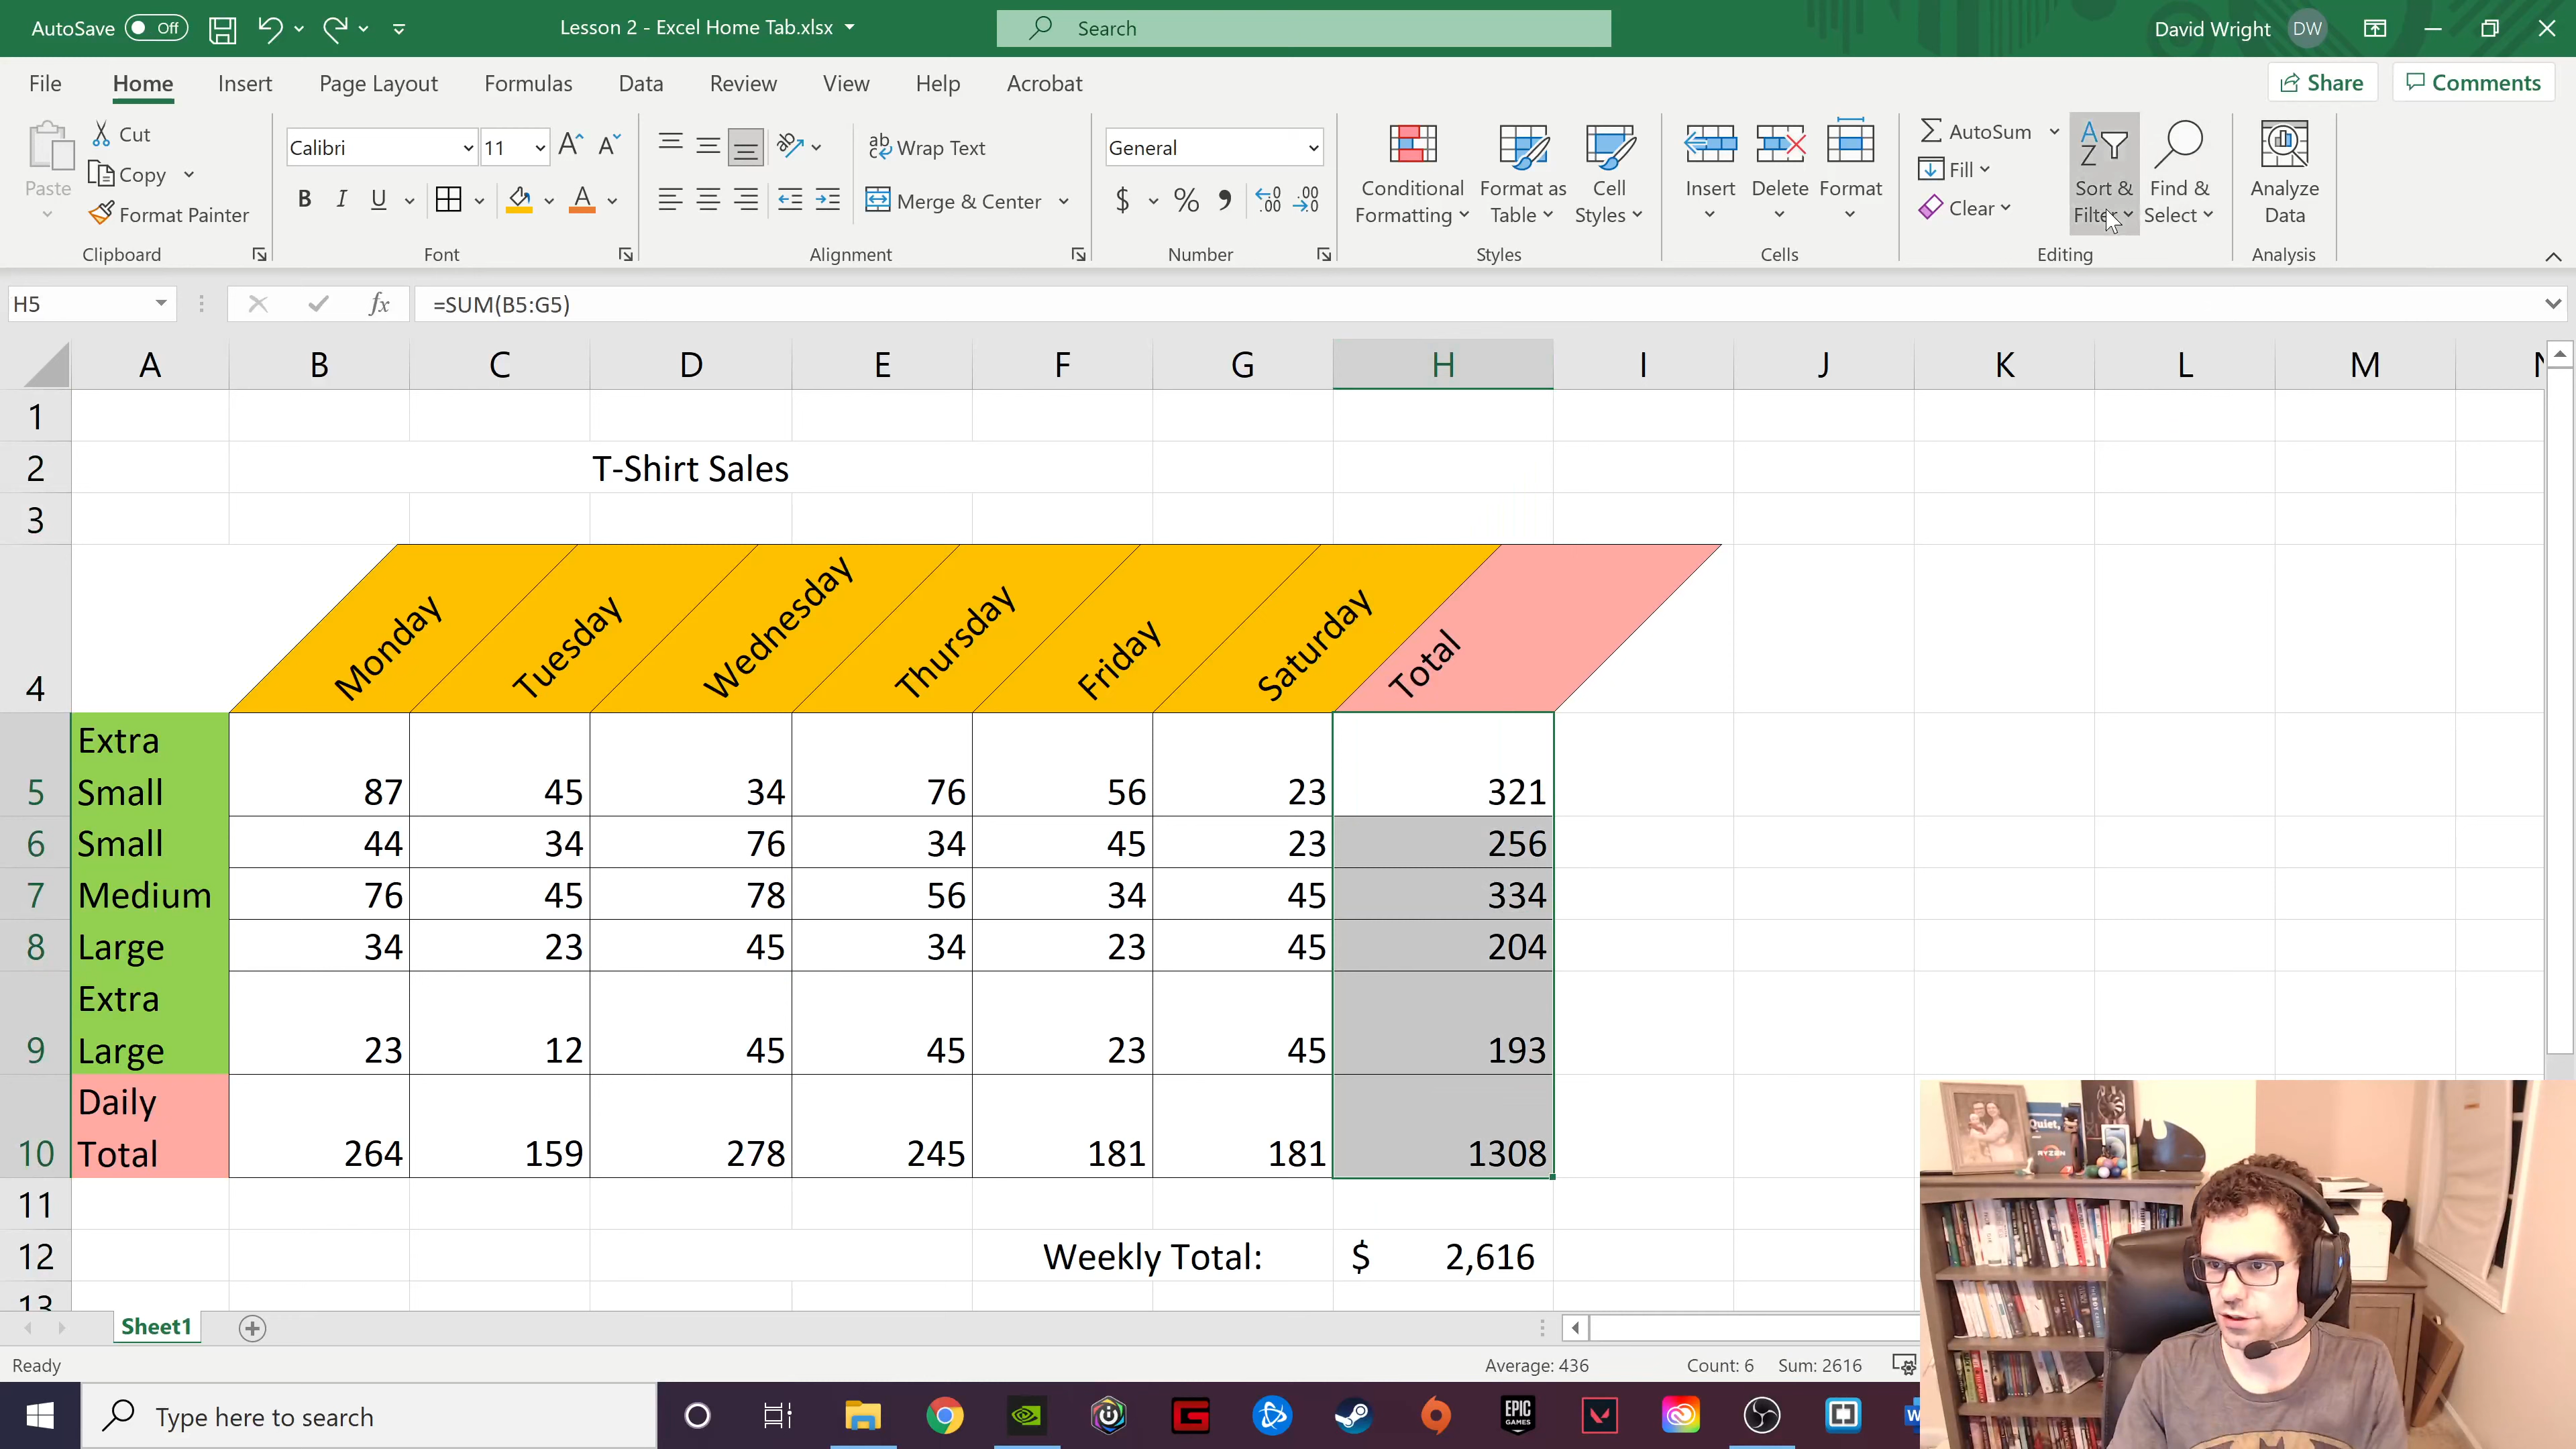 AutoSave Off
Lesson 2 - Excel Home Tab.xlsx
Search
David Wright DW
File Home Insert Page Layout Formulas Data Review View Help Acrobat
Share Comments
Paste
Cut
Copy
Format Painter
Clipboard
Calibri 11
B I U
Font
Wrap Text
Merge & Center
Alignment
General
$ %
Number
Conditional Formatting
Format as Table
Cell Styles
Styles
Insert Delete Format
Cells
AutoSum
Fill
Clear
Sort & Filter
Find & Select
Editing
Analyze Data
Analysis
H5 fx =SUM(B5:G5)
A B C D E F G H I J K L M N
1
2 T-Shirt Sales
3
4 Monday Tuesday Wednesday Thursday Friday Saturday Total
Extra
5 Small 87 45 34 76 56 23 321
6 Small 44 34 76 34 45 23 256
7 Medium 76 45 78 56 34 45 334
8 Large 34 23 45 34 23 45 204
Extra
9 Large 23 12 45 45 23 45 193
Daily
10 Total 264 159 278 245 181 181 1308
11
12 Weekly Total: $ 2,616
13
Sheet1
Ready
Average: 436 Count: 6 Sum: 2616
Type here to search
EPIC
GAMES
Quiet,
RYZEN